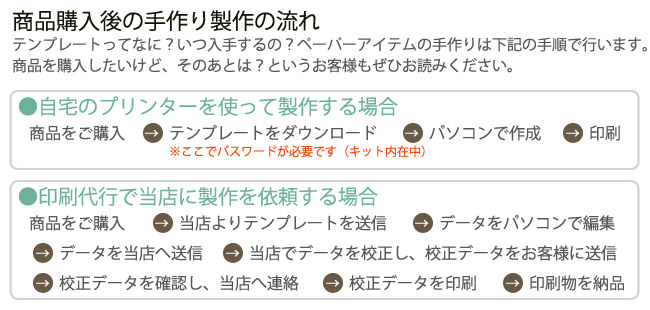 商品購入後の手作り製作の流れ
テンプレートってなに？いつ入手するの？ペーパーアイテムの手作りは下記の手順で行います。
商品を購入したいけど、そのあとは？というお客様もぜひお読みください。
●自宅のプリンターを使って製作する場合
商品をご購入 → テンプレートをダウンロード → パソコンで作成 → 印刷
※ここでパスワードが必要です（キット内在中）
●印刷代行で当店に製作を依頼する場合
商品をご購入 → 当店よりテンプレートを送信 → データをパソコンで編集
→ データを当店へ送信 → 当店でデータを校正し、校正データをお客様に送信
→ 校正データを確認し、当店へ連絡 → 校正データを印刷 → 印刷物を納品